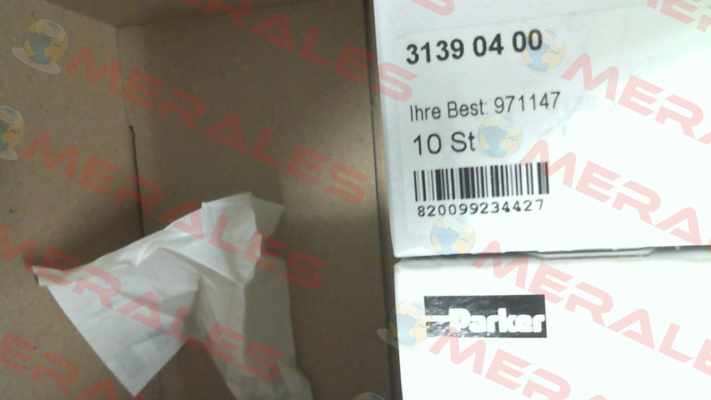 3139 04 00
Ihre Best: 971147
10 St
820099234427
Parker
MERALES
MERALES
MERALES
MERALES